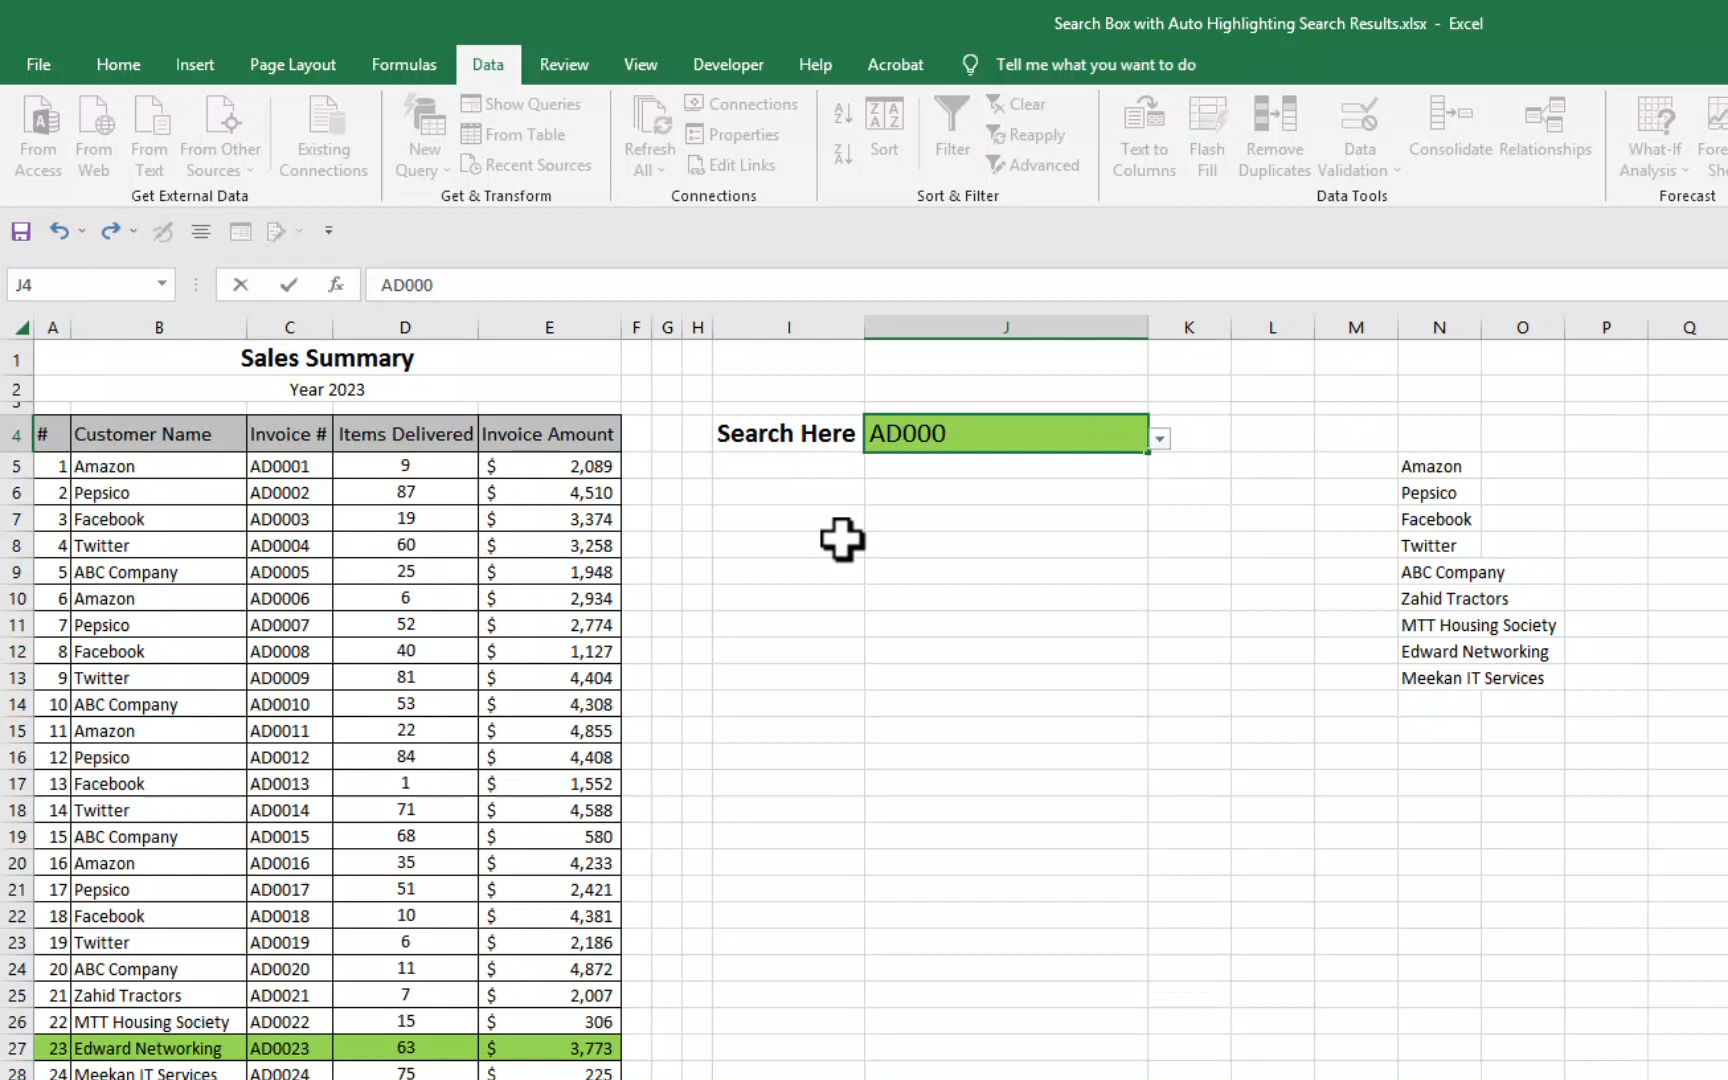 Search Box with Auto Highlighting Search Results.xlsx - Excel
File Home Insert Page Layout Formulas Data Review View Developer Help Acrobat Tell me what you want to do
From Access
From Web
From Text
From Other Sources
Existing Connections
Get External Data
New Query
Show Queries
From Table
Recent Sources
Get & Transform
Refresh All
Connections
Properties
Edit Links
Connections
Sort
Filter
Clear
Reapply
Advanced
Sort & Filter
Text to Columns
Flash Fill
Remove Duplicates
Data Validation
Consolidate
Relationships
Data Tools
What-If Analysis
Forecast
J4 fx AD000
A B C D E F G H I J K L M N O P Q
1 Sales Summary
2 Year 2023
3
4 # Customer Name Invoice # Items Delivered Invoice Amount Search Here AD000
5 1 Amazon AD0001 9 $ 2,089 Amazon
6 2 Pepsico AD0002 87 $ 4,510 Pepsico
7 3 Facebook AD0003 19 $ 3,374 Facebook
8 4 Twitter AD0004 60 $ 3,258 Twitter
9 5 ABC Company AD0005 25 $ 1,948 ABC Company
10 6 Amazon AD0006 6 $ 2,934 Zahid Tractors
11 7 Pepsico AD0007 52 $ 2,774 MTT Housing Society
12 8 Facebook AD0008 40 $ 1,127 Edward Networking
13 9 Twitter AD0009 81 $ 4,404 Meekan IT Services
14 10 ABC Company AD0010 53 $ 4,308
15 11 Amazon AD0011 22 $ 4,855
16 12 Pepsico AD0012 84 $ 4,408
17 13 Facebook AD0013 1 $ 1,552
18 14 Twitter AD0014 71 $ 4,588
19 15 ABC Company AD0015 68 $ 580
20 16 Amazon AD0016 35 $ 4,233
21 17 Pepsico AD0017 51 $ 2,421
22 18 Facebook AD0018 10 $ 4,381
23 19 Twitter AD0019 6 $ 2,186
24 20 ABC Company AD0020 11 $ 4,872
25 21 Zahid Tractors AD0021 7 $ 2,007
26 22 MTT Housing Society AD0022 15 $ 306
27 23 Edward Networking AD0023 63 $ 3,773
28 24 Meekan IT Services AD0024 75 $ 225